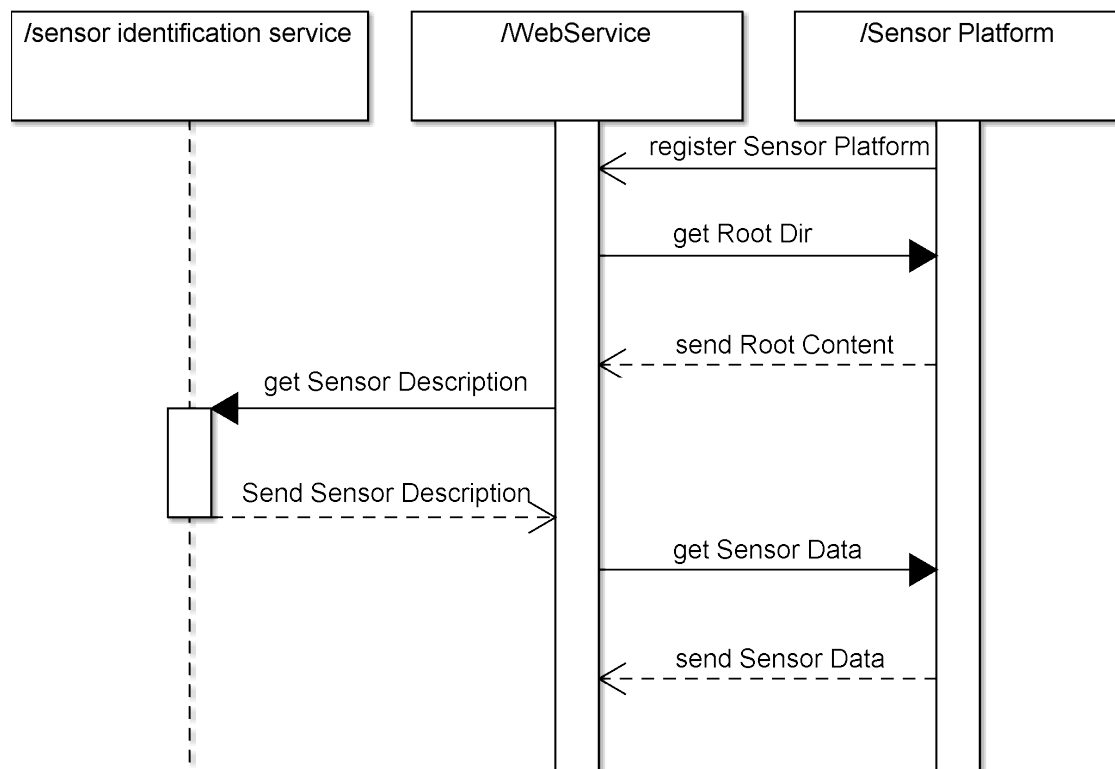 /sensor identification service
/WebService
/Sensor Platform
register Sensor Platform
get Root Dir
send Root Content
get Sensor Description
Send Sensor Description
get Sensor Data
send Sensor Data